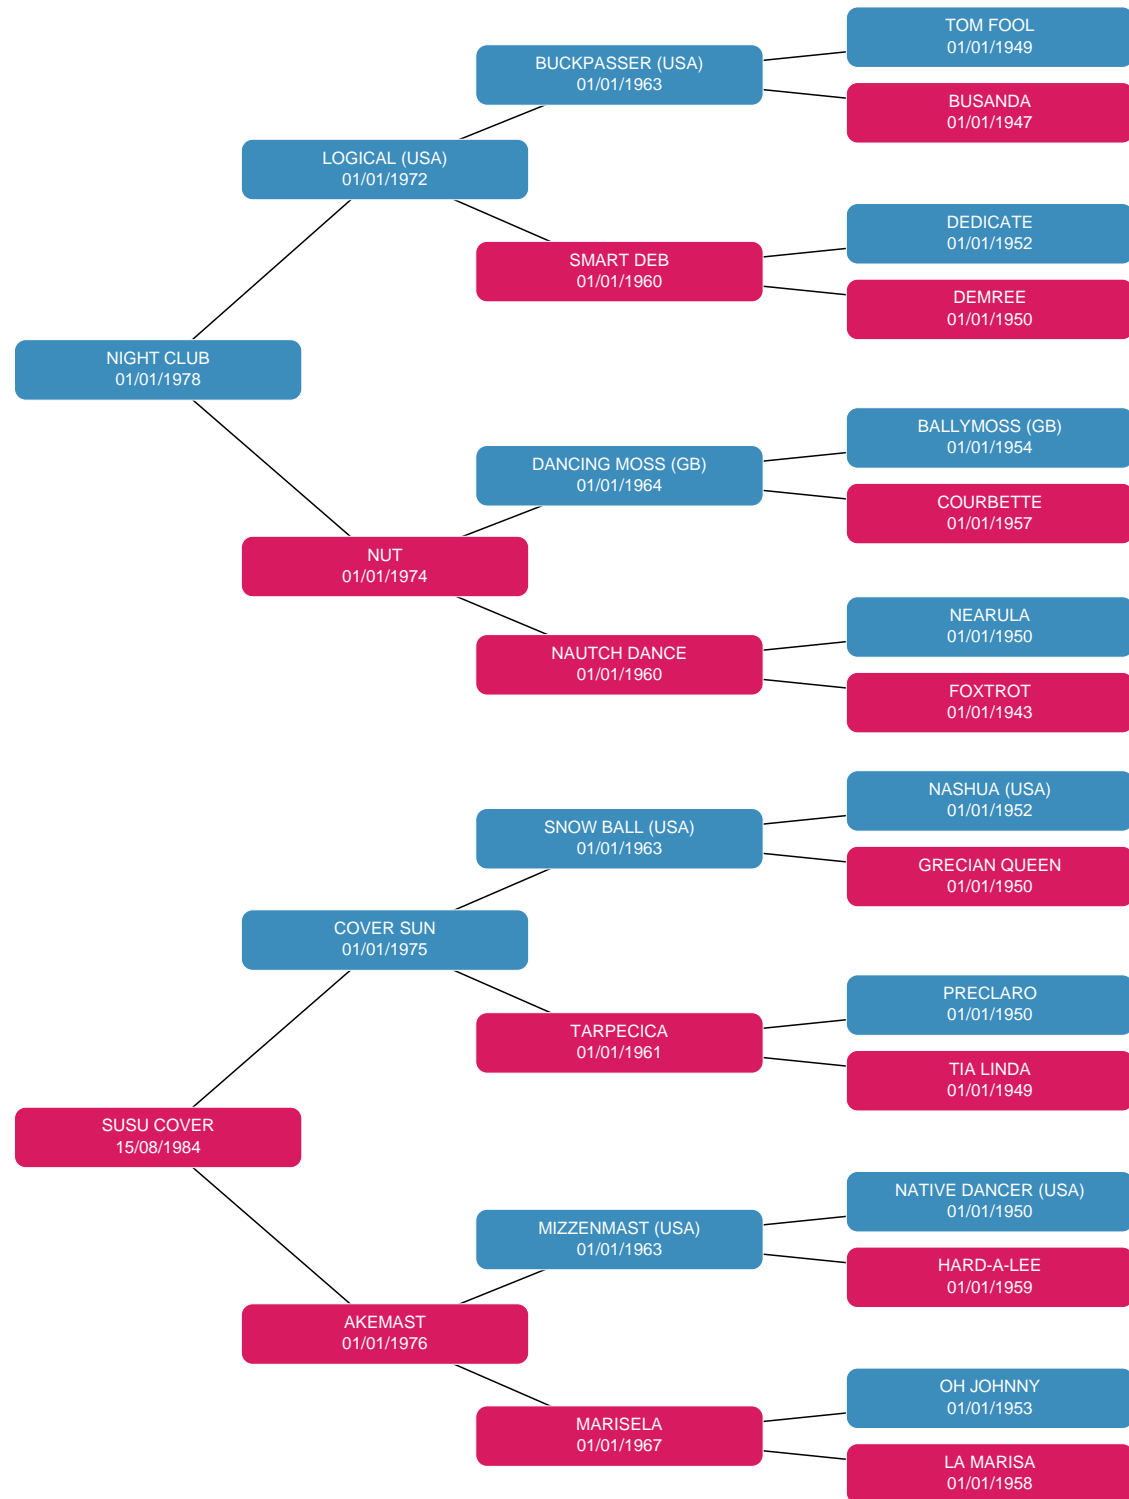 TOM FOOL
01/01/1949
BUCKPASSER (USA)
01/01/1963
BUSANDA
01/01/1947
LOGICAL (USA)
01/01/1972
DEDICATE
01/01/1952
SMART DEB
01/01/1960
DEMREE
01/01/1950
NIGHT CLUB
01/01/1978
BALLYMOSS (GB)
01/01/1954
DANCING MOSS (GB)
01/01/1964
COURBETTE
01/01/1957
NUT
01/01/1974
NEARULA
01/01/1950
NAUTCH DANCE
01/01/1960
FOXTROT
01/01/1943
NASHUA (USA)
01/01/1952
SNOW BALL (USA)
01/01/1963
GRECIAN QUEEN
01/01/1950
COVER SUN
01/01/1975
PRECLARO
01/01/1950
TARPECICA
01/01/1961
TIA LINDA
01/01/1949
SUSU COVER
15/08/1984
NATIVE DANCER (USA)
01/01/1950
MIZZENMAST (USA)
01/01/1963
HARD-A-LEE
01/01/1959
AKEMAST
01/01/1976
OH JOHNNY
01/01/1953
MARISELA
01/01/1967
LA MARISA
01/01/1958